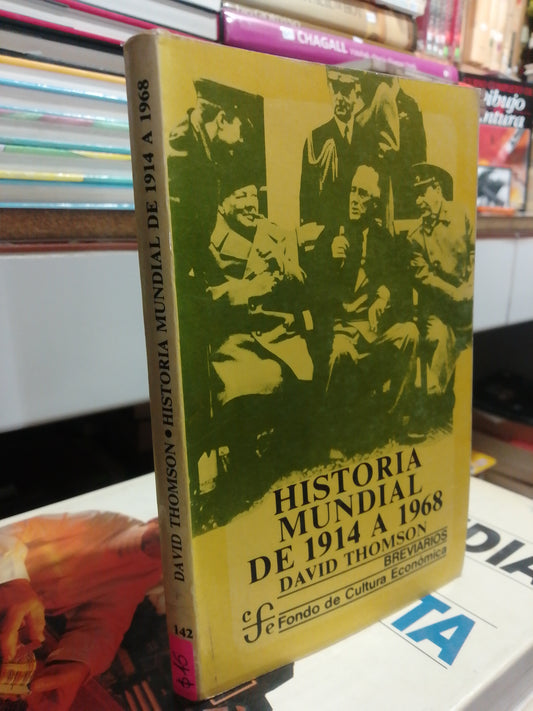 CHAGALL
Dibujo
DAVID THOMSON • HISTORIA MUNDIAL DE 1914 A 1968
142
HISTORIA
MUNDIAL
DE 1914 A 1968
DAVID THOMSON
BREVIARIOS
Fondo de Cultura Económica